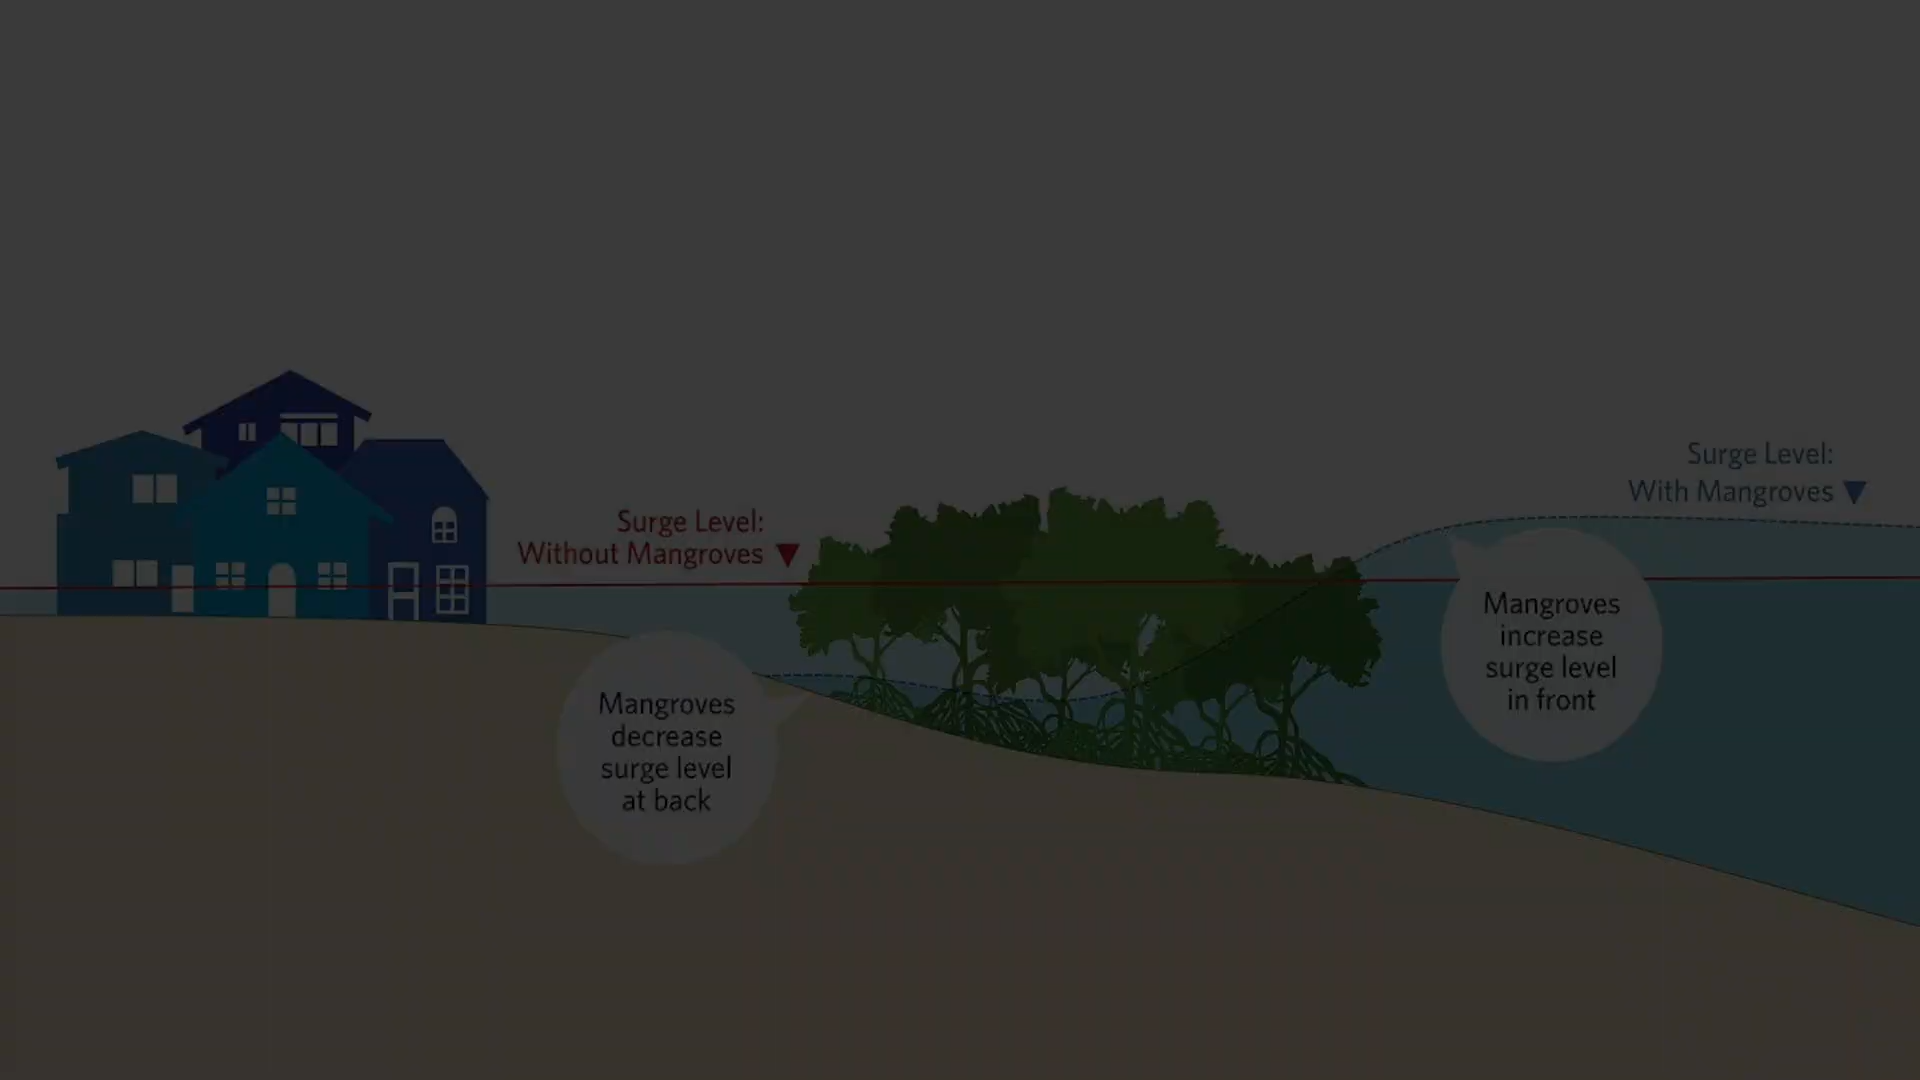 Surge Level:
Without Mangroves
Surge Level:
With Mangroves
Mangroves
decrease
surge level
at back
Mangroves
increase
surge level
in front